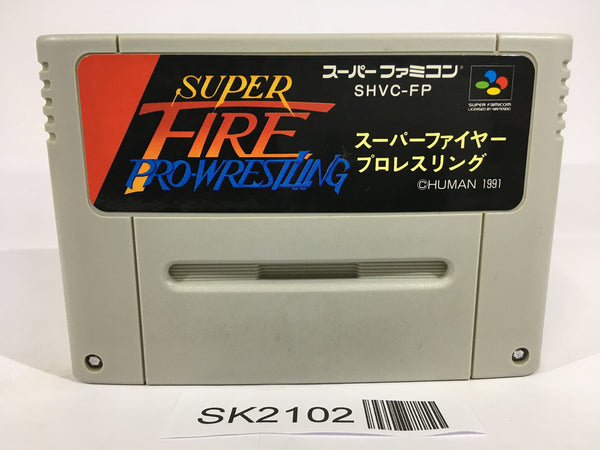 SUPER
FIRE
PRO-WRESTLING
スーパーファミコン®
SHVC-FP
SUPER FAMICOM
LICENSED BY NINTENDO
スーパーファイヤー
プロレスリング
©HUMAN 1991
SK2102